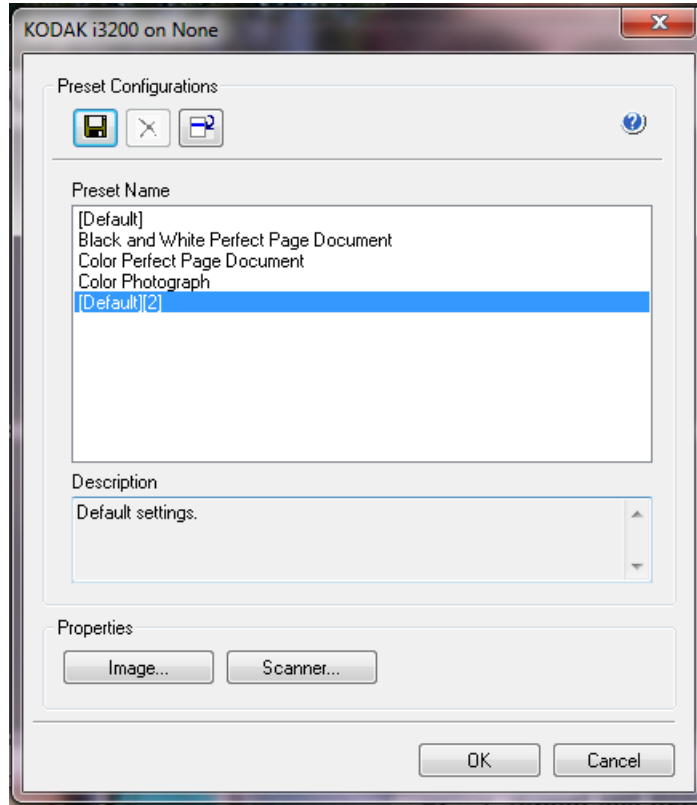 KODAK i3200 on None
Preset Configurations
Preset Name
[Default]
Black and White Perfect Page Document
Color Perfect Page Document
Color Photograph
[Default][2]
Description
Default settings.
Properties
Image...
Scanner...
OK
Cancel